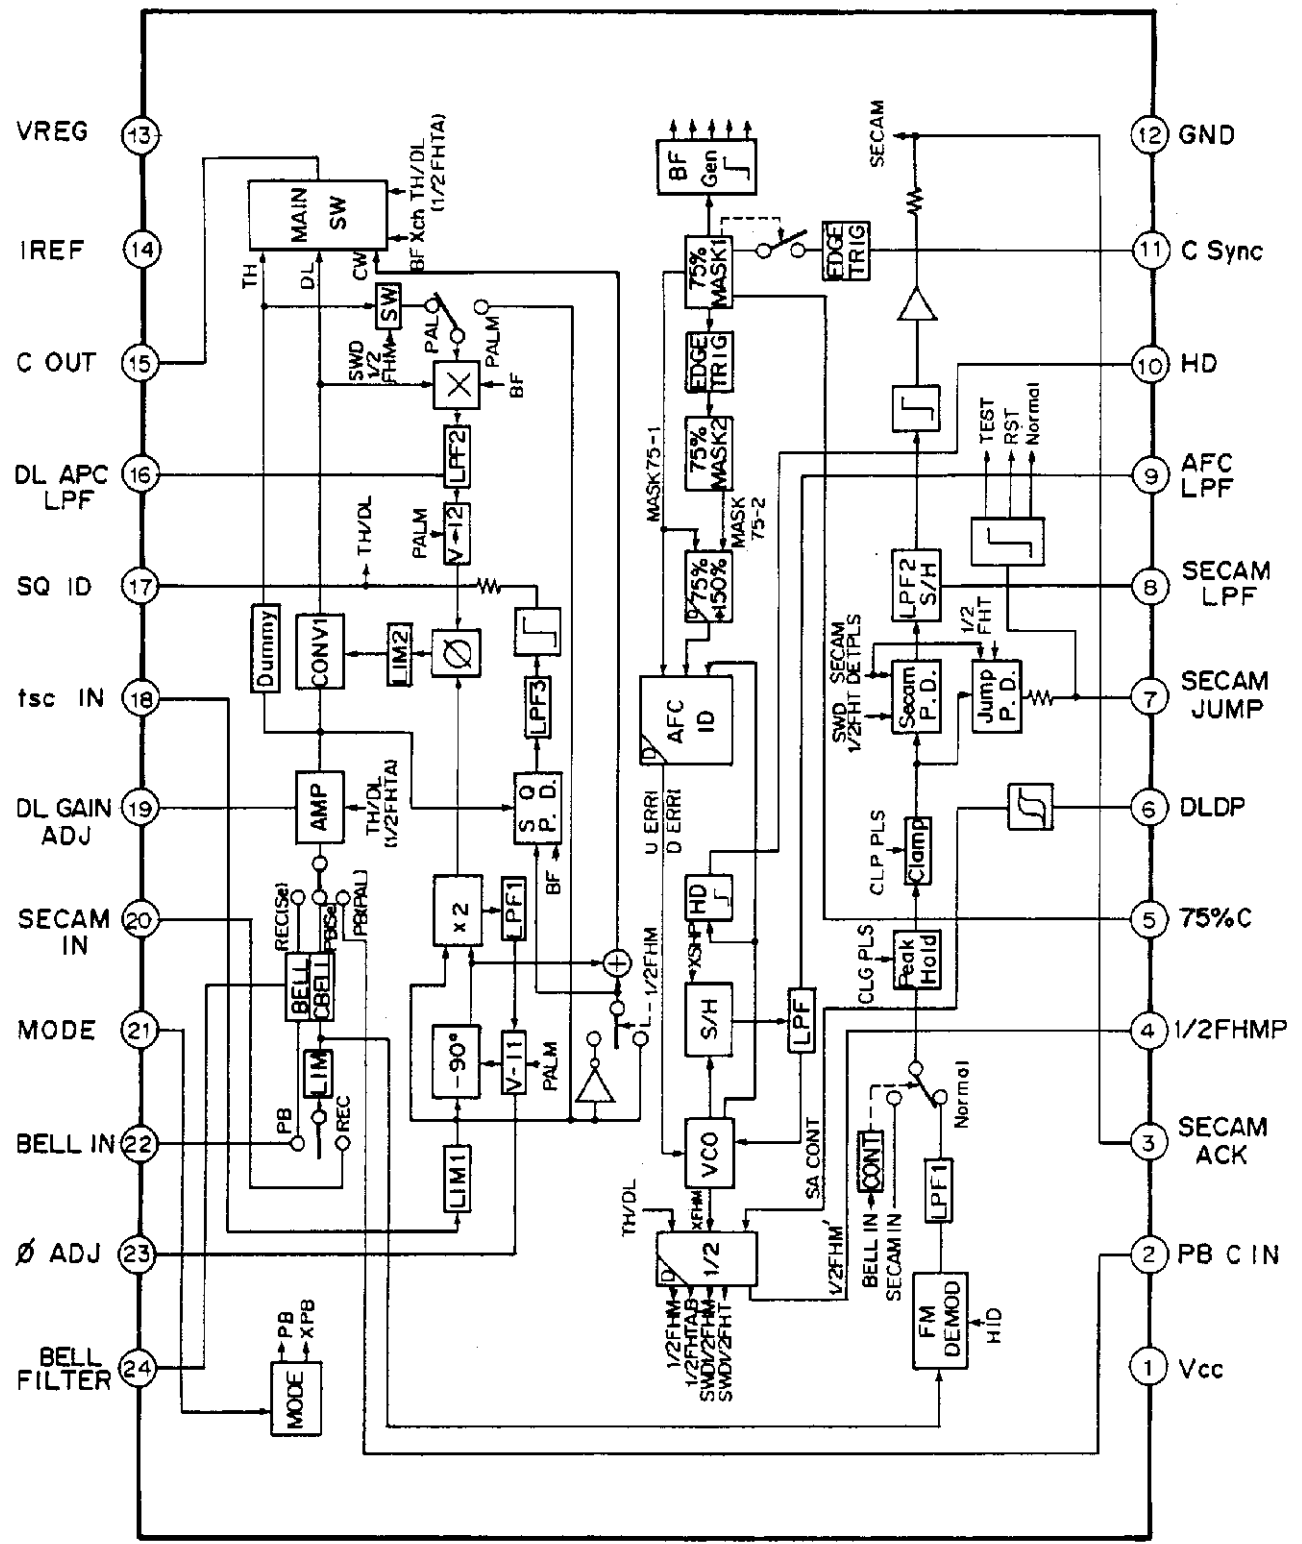 VREG
13
IREF
14
C OUT
15
DL APC
LPF
16
SQ ID
17
fsc IN
18
DL GAIN
ADJ
19
SECAM
IN
20
MODE
21
BELL IN
22
Ø ADJ
23
BELL
FILTER
24
12
GND
11
C Sync
10
HD
9
AFC
LPF
8
SECAM
LPF
7
SECAM
JUMP
6
DLDP
5
75%C
4
1/2FHMP
3
SECAM
ACK
2
PB C IN
1
Vcc
MAIN
SW
TH/DL
(1/2FHTA)
BF Xch
TH
DL
CW
SW
SWD
1/2
FHM
PAL
PALM
X
BF
LPF2
V-I2
PALM
TH/DL
Dummy
CONV1
LIM2
Ø
LPF3
S Q
P. D.
BF
AMP
TH/DL
(1/2FHTA)
REC(Se)
PB(Se)
PB(PAL)
BELL
CBELL
LIM
PB
REC
x 2
LPF1
-90°
V-I1
PALM
+
1/2FHM
LIM1
MODE
PB
XPB
BF
Gen
75%
MASK1
EDGE
TRIG
EDGE
TRIG
75%
MASK2
MASK75-1
MASK
75-2
D
75%
+150%
D
AFC
ID
U ERRI
D ERRI
HD
XSHP
S/H
LPF
VCO
SA CONT
TH/DL
XFHM
D
1/2
1/2FHM
1/2FHTA,B
SWD1/2FHM
SWD1/2FHT
1/2FHM'
SECAM
TEST
RST
Normal
LPF2
S/H
1/2
FHT
SECAM
DETPLS
SWD
1/2FHT
Secam
P. D.
Jump
P. D.
CLP PLS
Clamp
CLG PLS
Peak
Hold
Normal
CONT
BELL IN
SECAM IN
LPF1
FM
DEMOD
HID